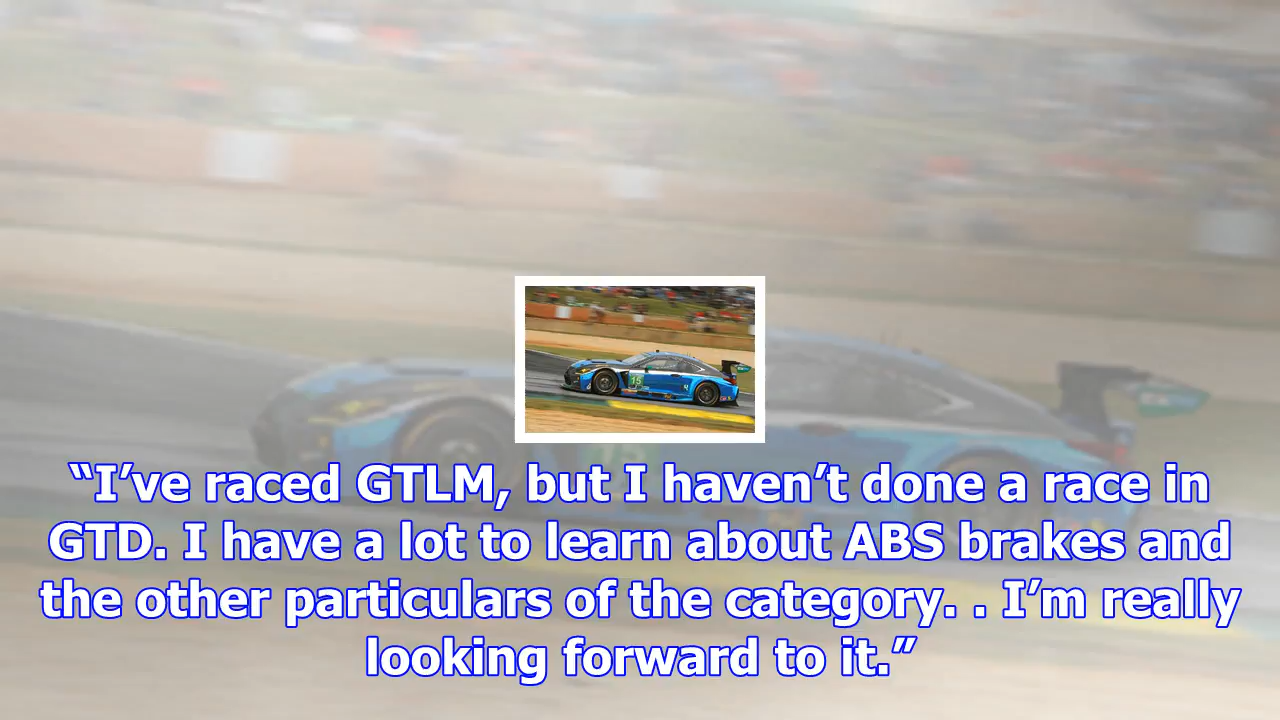 15
“I’ve raced GTLM, but I haven’t done a race in
GTD. I have a lot to learn about ABS brakes and
the other particulars of the category. . I’m really
looking forward to it.”